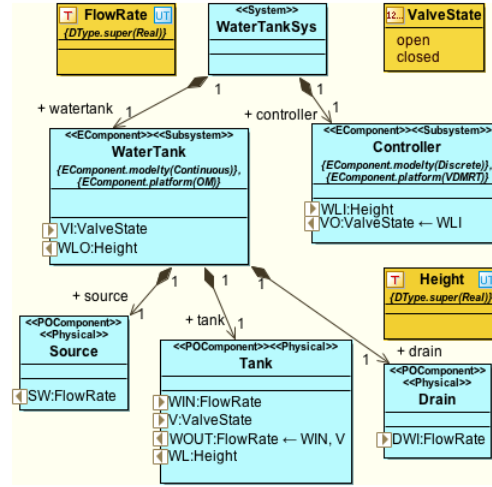 T FlowRate UT
{DType.super(Real)}
<<System>>
WaterTankSys
12... ValveState
open
closed
1
1
+ watertank
1
+ controller
1
<<EComponent>><<Subsystem>>
WaterTank
{EComponent.modelty(Continuous)},
{EComponent.platform(OM)}
VI:ValveState
WLO:Height
<<EComponent>><<Subsystem>>
Controller
{EComponent.modelty(Discrete)},
{EComponent.platform(VDMRT)}
WLI:Height
VO:ValveState ← WLI
1
1
1
+ source
1
+ tank
1
1
+ drain
T Height UT
{DType.super(Real)}
<<POComponent>>
<<Physical>>
Source
SW:FlowRate
<<POComponent>><<Physical>>
Tank
WIN:FlowRate
V:ValveState
WOUT:FlowRate ← WIN, V
WL:Height
<<POComponent>>
<<Physical>>
Drain
DWI:FlowRate